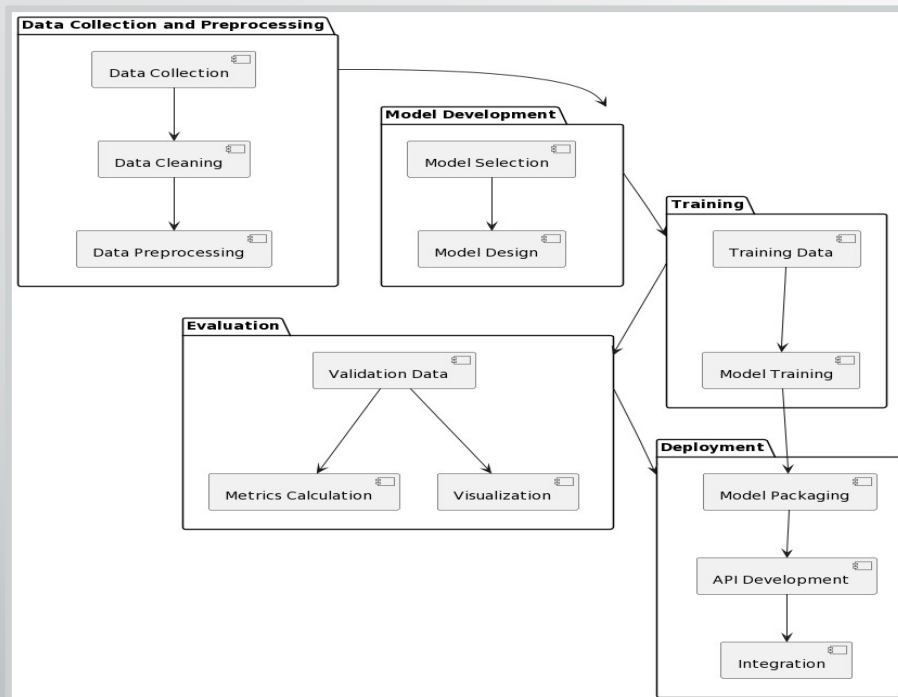 Data Collection and Preprocessing
Data Collection
Data Cleaning
Data Preprocessing
Model Development
Model Selection
Model Design
Training
Training Data
Model Training
Evaluation
Validation Data
Metrics Calculation
Visualization
Deployment
Model Packaging
API Development
Integration